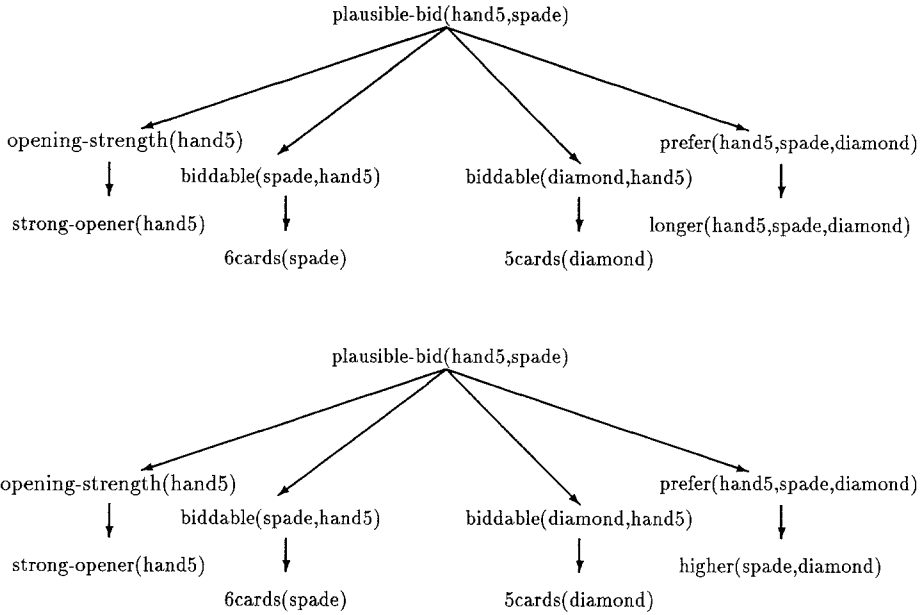 plausible-bid(hand5,spade)
opening-strength(hand5)
prefer(hand5,spade,diamond)
biddable(spade,hand5)
biddable(diamond,hand5)
strong-opener(hand5)
longer(hand5,spade,diamond)
6cards(spade)
5cards(diamond)
plausible-bid(hand5,spade)
opening-strength(hand5)
prefer(hand5,spade,diamond)
biddable(spade,hand5)
biddable(diamond,hand5)
strong-opener(hand5)
higher(spade,diamond)
6cards(spade)
5cards(diamond)